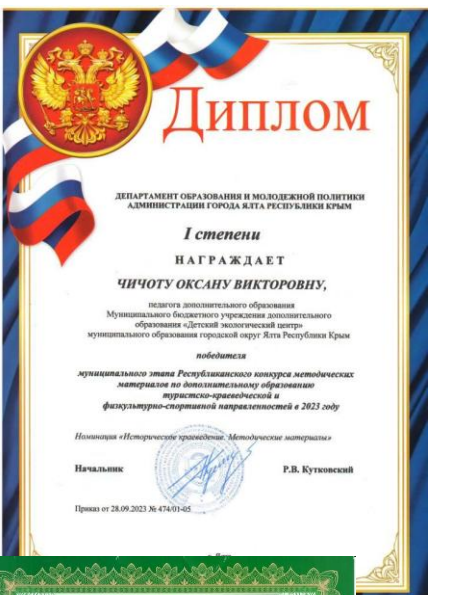 Диплом
ДЕПАРТАМЕНТ ОБРАЗОВАНИЯ И МОЛОДЕЖНОЙ ПОЛИТИКИ
АДМИНИСТРАЦИИ ГОРОДА ЯЛТА РЕСПУБЛИКИ КРЫМ
I степени
НАГРАЖДАЕТ
ЧИЧОТУ ОКСАНУ ВИКТОРОВНУ,
педагога дополнительного образования
Муниципального бюджетного учреждения дополнительного
образования «Детский экологический центр»
муниципального образования городской округ Ялта Республики Крым
победителя
муниципального этапа Республиканского конкурса методических
материалов по дополнительному образованию
туристско-краеведческой и
физкультурно-спортивной направленностей в 2023 году
Номинация «Историческое краеведение. Методические материалы»
Начальник Р.В. Кутковский
Приказ от 28.09.2023 № 474/01-05